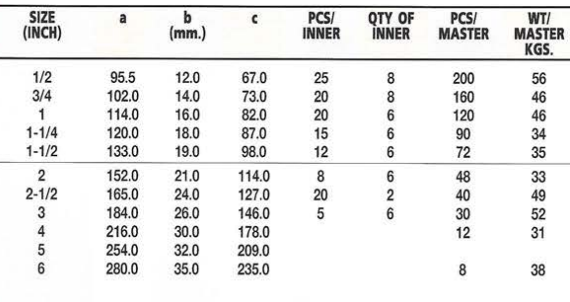 SIZE (INCH) a b (mm.) c PCS/ INNER QTY OF INNER PCS/ MASTER WT/ MASTER KGS.
1/2 95.5 12.0 67.0 25 8 200 56
3/4 102.0 14.0 73.0 20 8 160 46
1 114.0 16.0 82.0 20 6 120 46
1-1/4 120.0 18.0 87.0 15 6 90 34
1-1/2 133.0 19.0 98.0 12 6 72 35
2 152.0 21.0 114.0 8 6 48 33
2-1/2 165.0 24.0 127.0 20 2 40 49
3 184.0 26.0 146.0 5 6 30 52
4 216.0 30.0 178.0 12 31
5 254.0 32.0 209.0
6 280.0 35.0 235.0 8 38